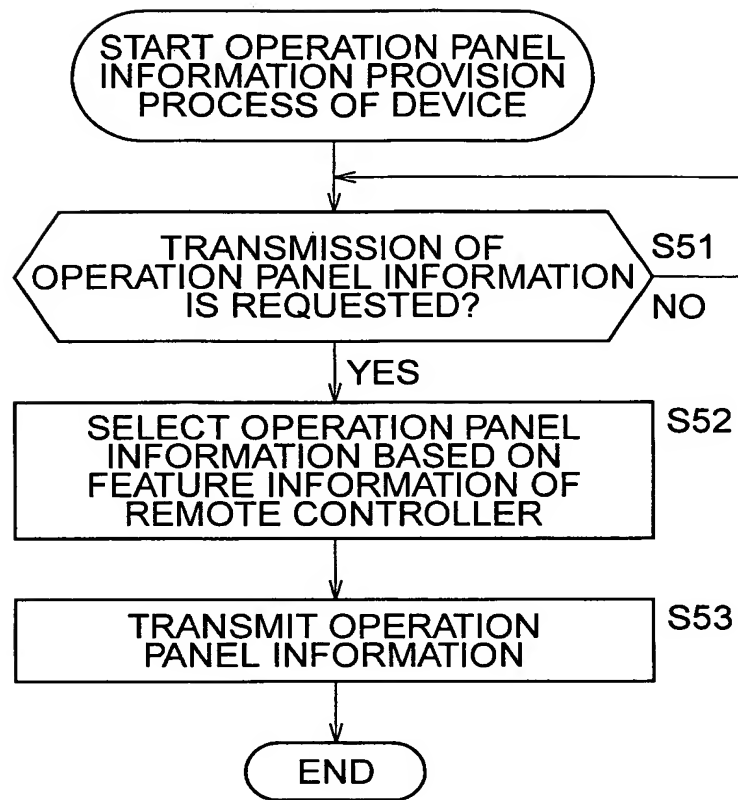 START OPERATION PANEL
INFORMATION PROVISION
PROCESS OF DEVICE
TRANSMISSION OF
OPERATION PANEL INFORMATION
IS REQUESTED?
S51
NO
YES
SELECT OPERATION PANEL
INFORMATION BASED ON
FEATURE INFORMATION OF
REMOTE CONTROLLER
S52
TRANSMIT OPERATION
PANEL INFORMATION
S53
END